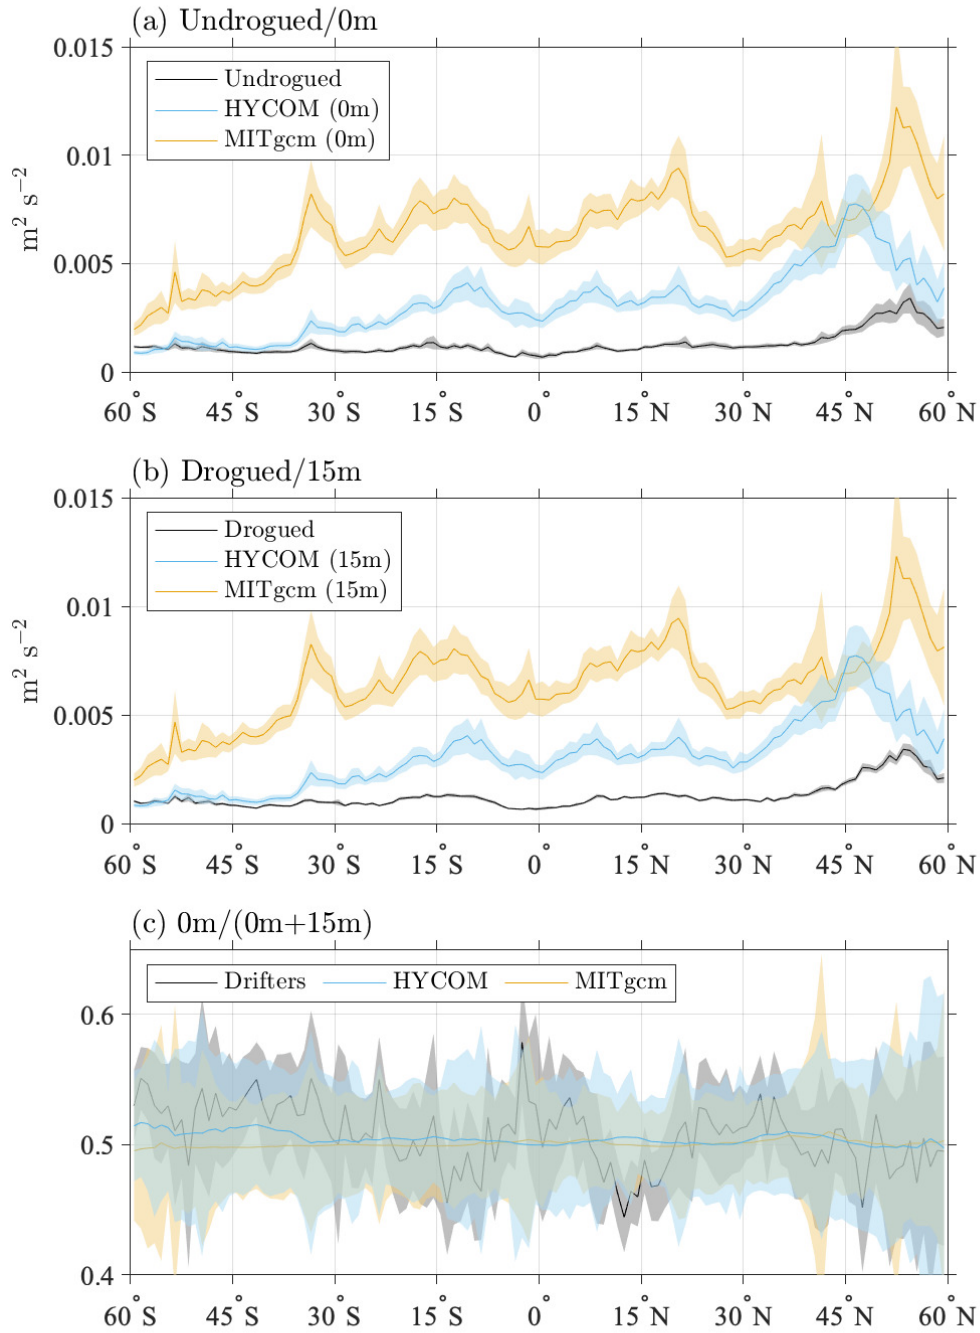 (a) Undrogued/0m
0.015
Undrogued
HYCOM (0m)
MITgcm (0m)
0.01
m² s⁻²
0.005
0
60°S 45°S 30°S 15°S 0° 15°N 30°N 45°N 60°N
(b) Drogued/15m
0.015
Drogued
HYCOM (15m)
MITgcm (15m)
0.01
m² s⁻²
0.005
0
60°S 45°S 30°S 15°S 0° 15°N 30°N 45°N 60°N
(c) 0m/(0m+15m)
Drifters HYCOM MITgcm
0.6
0.5
0.4
60°S 45°S 30°S 15°S 0° 15°N 30°N 45°N 60°N